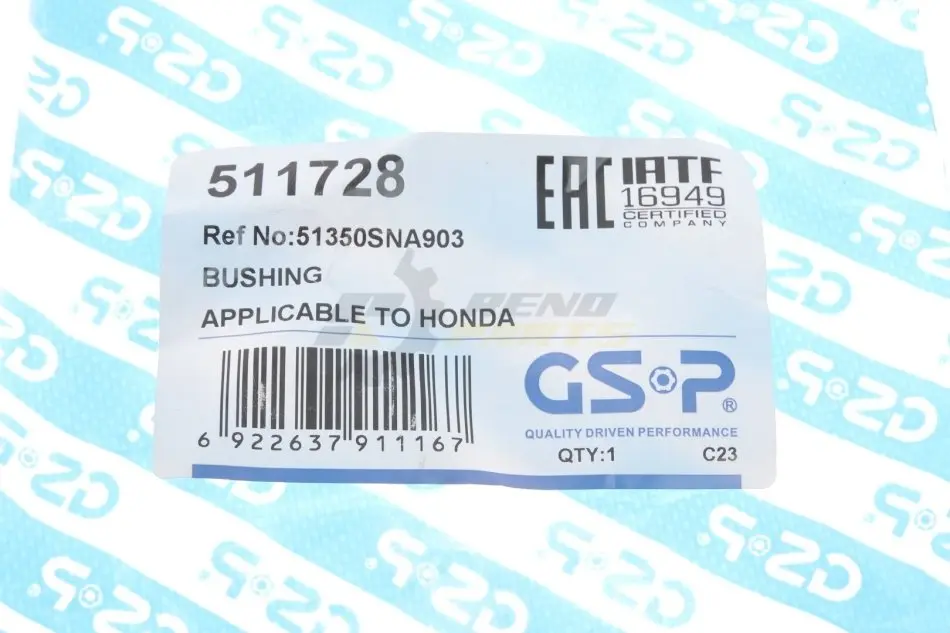 511728
EAC
IATF
16949
CERTIFIED
COMPANY
Ref No:51350SNA903
BUSHING
APPLICABLE TO HONDA
6 922637 911167
GSP®
QUALITY DRIVEN PERFORMANCE
QTY:1
C23